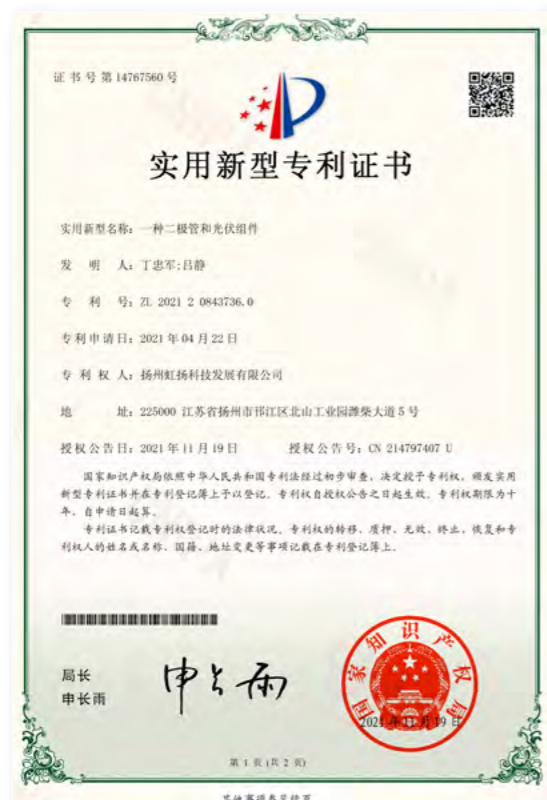 证书号第14767560号
实用新型专利证书
实用新型名称：一种二极管和光伏组件
发明人：丁忠军;吕静
专利号：ZL 2021 2 0843736.0
专利申请日：2021年04月22日
专利权人：扬州虹扬科技发展有限公司
地址：225000 江苏省扬州市邗江区北山工业园潍柴大道5号
授权公告日：2021年11月19日 授权公告号：CN 214797407 U
国家知识产权局依照中华人民共和国专利法经过初步审查，决定授予专利权，颁发实用
新型专利证书并在专利登记簿上予以登记。专利权自授权公告之日起生效。专利权期限为十
年，自申请日起算。
专利证书记载专利权登记时的法律状况。专利权的转移、质押、无效、终止、恢复和专
利权人的姓名或名称、国籍、地址变更等事项记载在专利登记簿上。
局长
申长雨
申长雨
国家知识产权局
2021年11月19日
第 1 页 (共 2 页)
其他事项参见续页